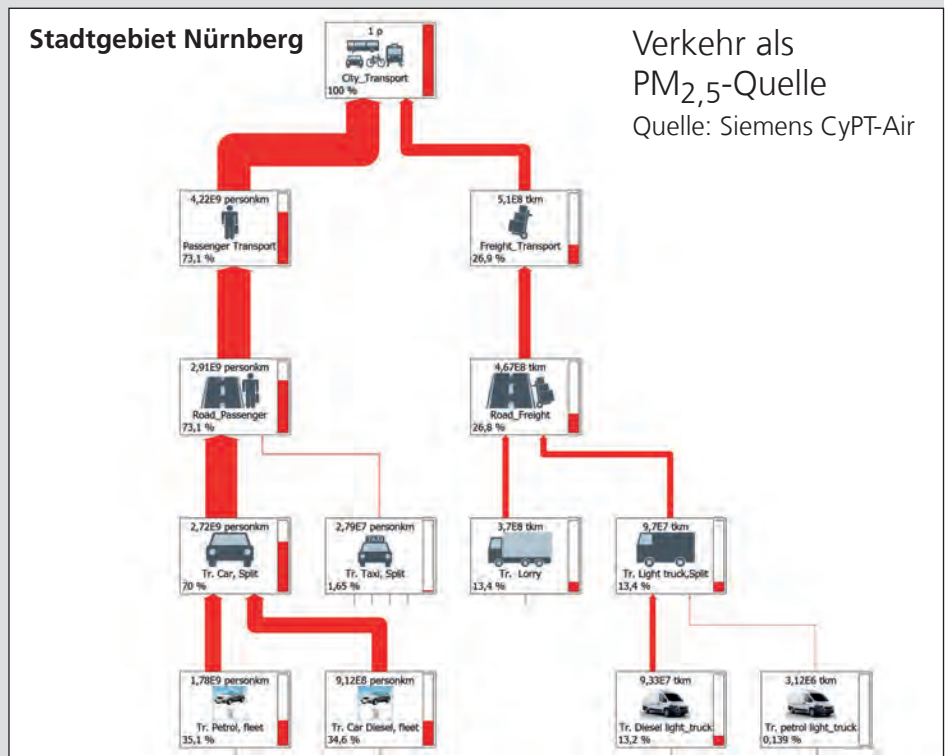 Stadtgebiet Nürnberg
Verkehr als
PM2,5-Quelle
Quelle: Siemens CyPT-Air
1 p
City_Transport
100 %
4,22E9 personkm
Passenger Transport
73,1 %
5,1E8 tkm
Freight_Transport
26,9 %
2,91E9 personkm
Road_Passenger
73,1 %
4,67E8 tkm
Road_Freight
26,8 %
2,72E9 personkm
Tr. Car, Split
70 %
2,79E7 personkm
Tr. Taxi, Split
1,65 %
3,7E8 tkm
Tr. Lorry
13,4 %
9,7E7 tkm
Tr. Light truck,Split
13,4 %
1,78E9 personkm
Tr. Petrol, fleet
35,1 %
9,12E8 personkm
Tr. Car Diesel, fleet
34,6 %
9,33E7 tkm
Tr. Diesel light_truck
13,2 %
3,12E6 tkm
Tr. petrol light_truck
0,139 %